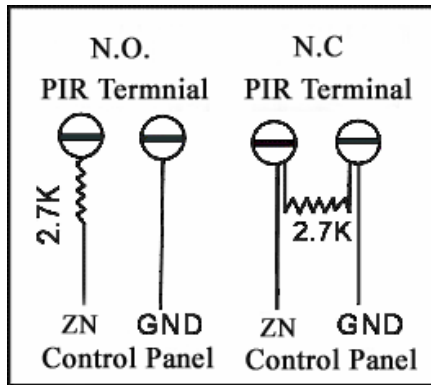 N.O.
PIR Termnial
2.7K
ZN GND
Control Panel
N.C
PIR Terminal
2.7K
ZN GND
Control Panel